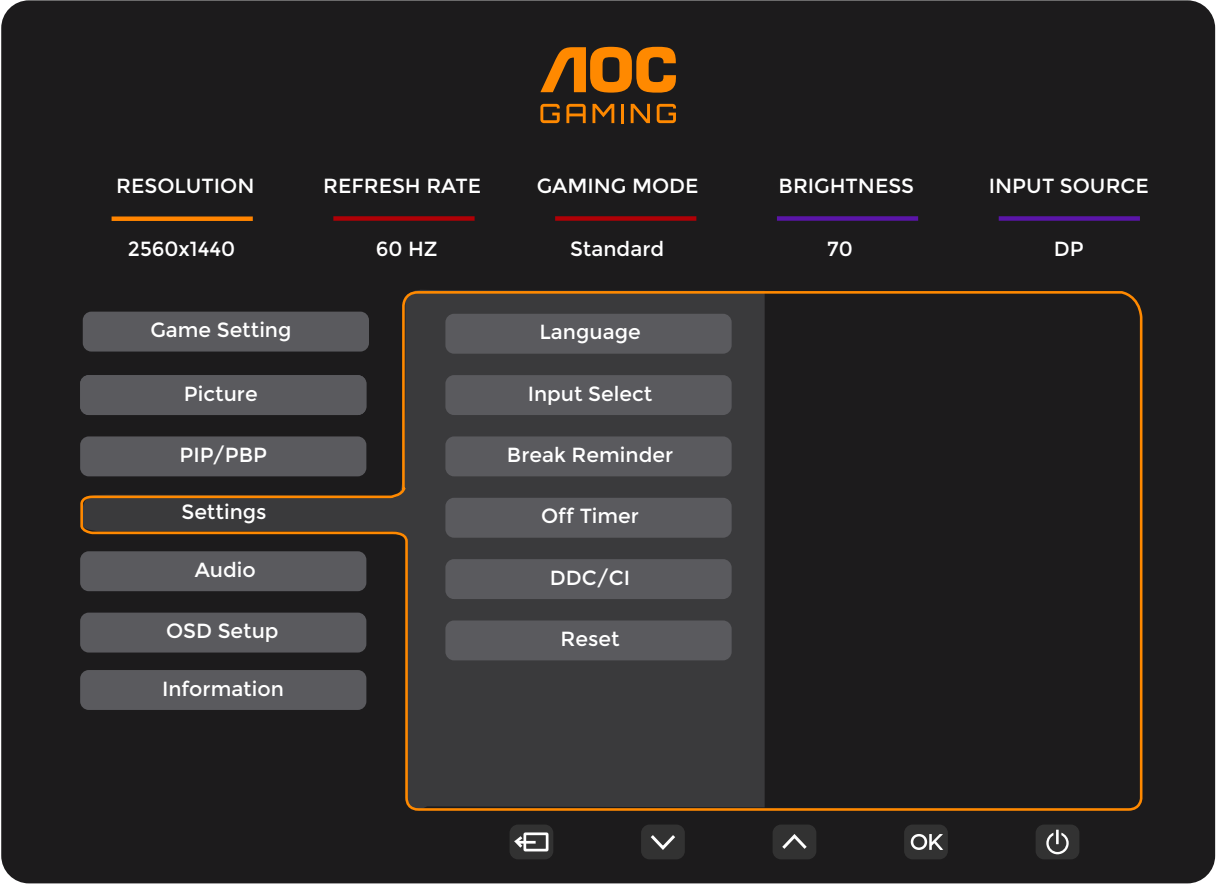 AOC
GAMING
RESOLUTION REFRESH RATE GAMING MODE BRIGHTNESS INPUT SOURCE
2560x1440 60 HZ Standard 70 DP
Game Setting
Picture
PIP/PBP
Settings
Audio
OSD Setup
Information
Language
Input Select
Break Reminder
Off Timer
DDC/CI
Reset
OK